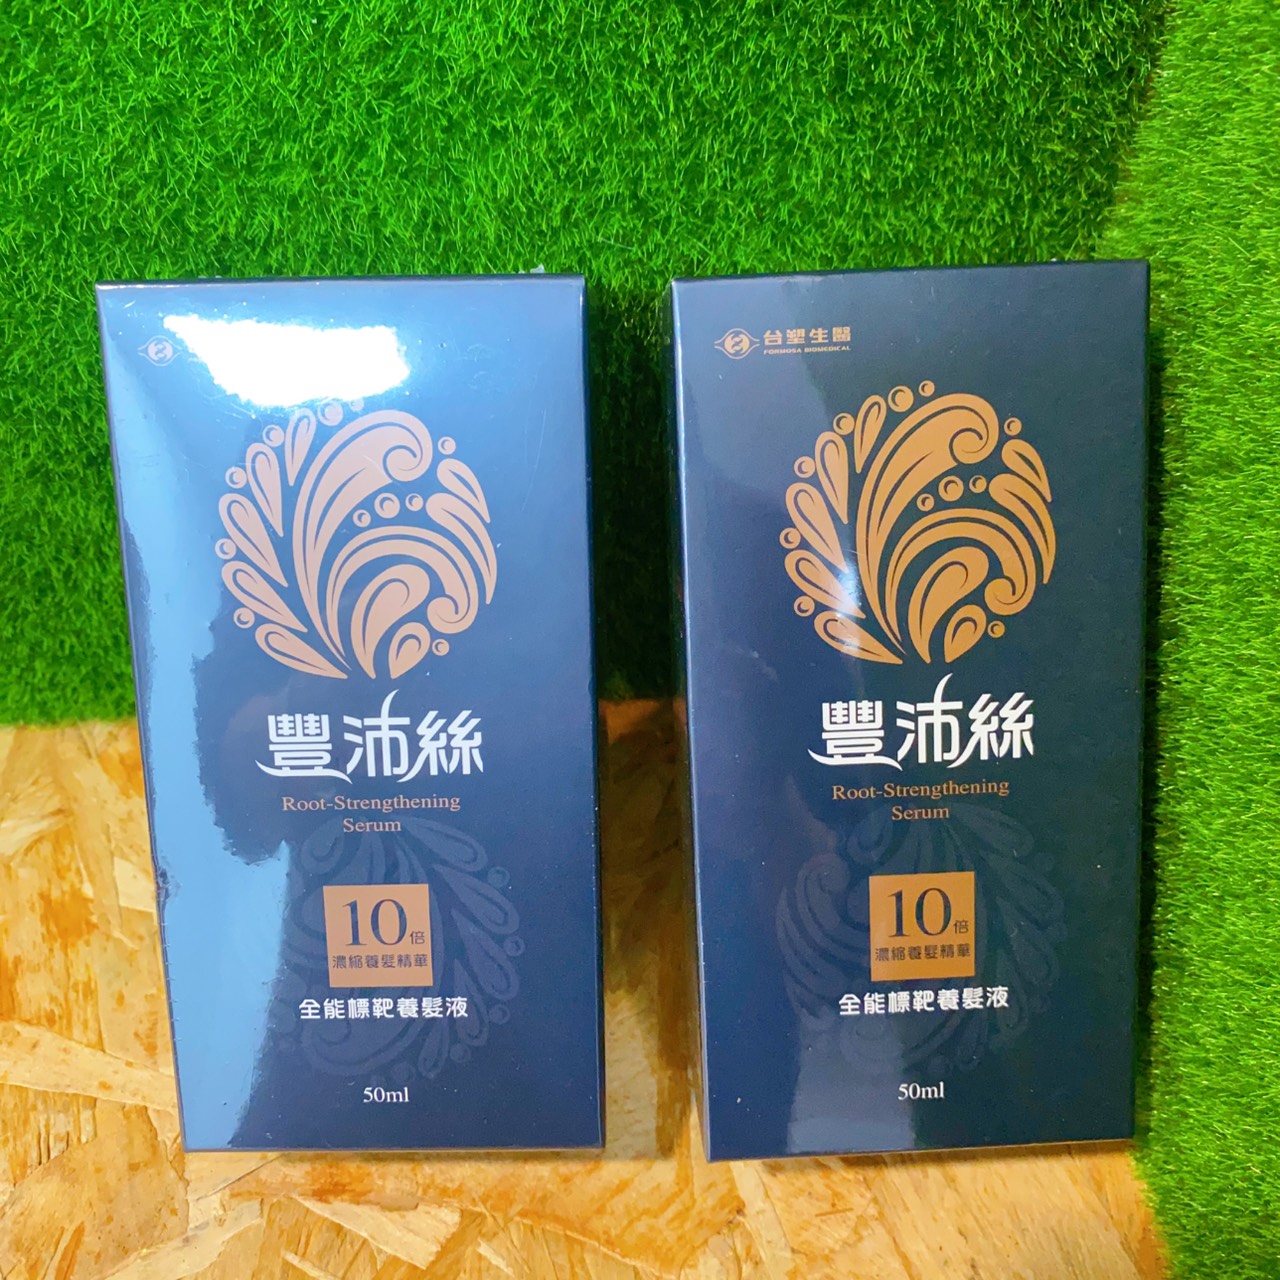 豐沛絲
Root-Strengthening
Serum
10倍
濃縮養髮精華
全能標靶養髮液
50ml
台塑生醫
FORMOSA BIOMEDICAL
豐沛絲
Root-Strengthening
Serum
10倍
濃縮養髮精華
全能標靶養髮液
50ml